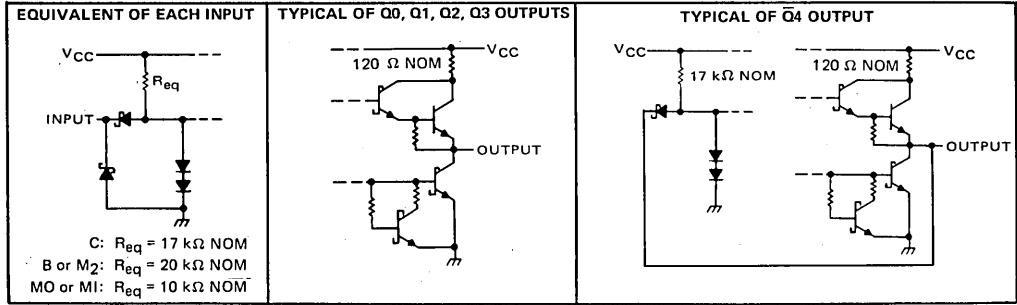 EQUIVALENT OF EACH INPUT
VCC
Req
INPUT
C: Req = 17 kΩ NOM
B or M2: Req = 20 kΩ NOM
MO or MI: Req = 10 kΩ NOM
TYPICAL OF Q0, Q1, Q2, Q3 OUTPUTS
VCC
120 Ω NOM
OUTPUT
TYPICAL OF Q̅4 OUTPUT
VCC
17 kΩ NOM
VCC
120 Ω NOM
OUTPUT